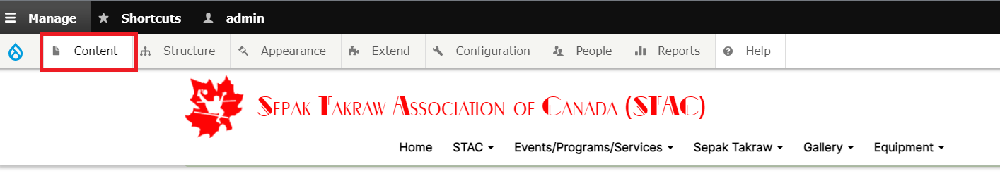 Manage Shortcuts admin
Content Structure Appearance Extend Configuration People Reports Help
SEPAK TAKRAW ASSOCIATION OF CANADA (STAC)
Home STAC Events/Programs/Services Sepak Takraw Gallery Equipment